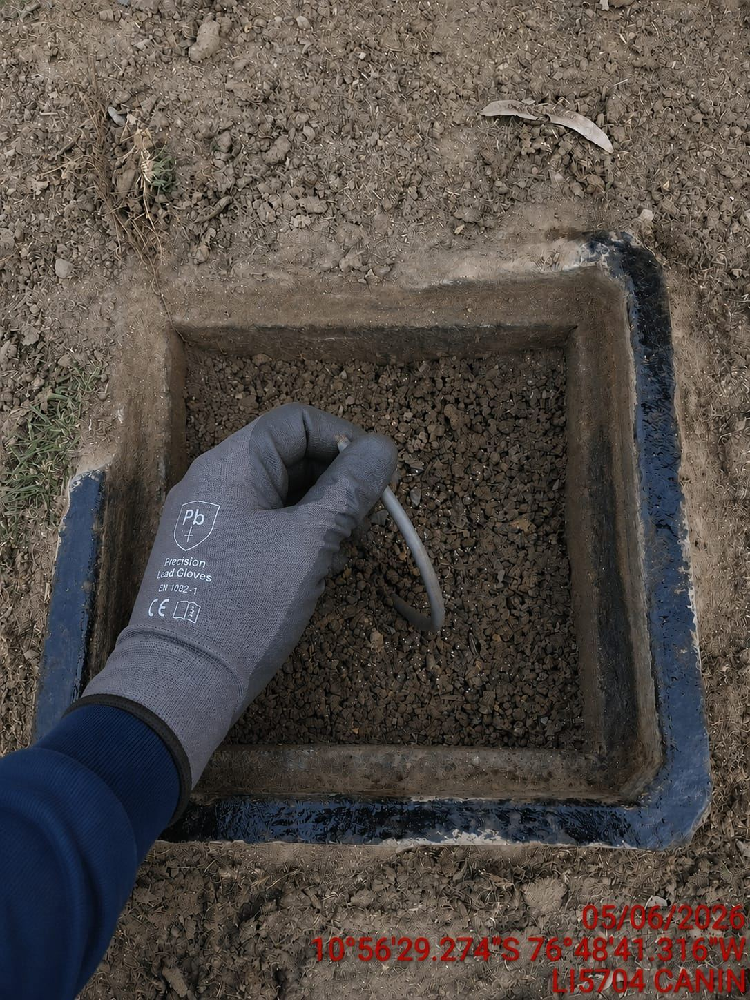 Pb
Precision
Lead Gloves
EN 1082-1
CE
05/06/2026
10°56'29.274"S 76°48'41.316"W
LI5704 CANIN